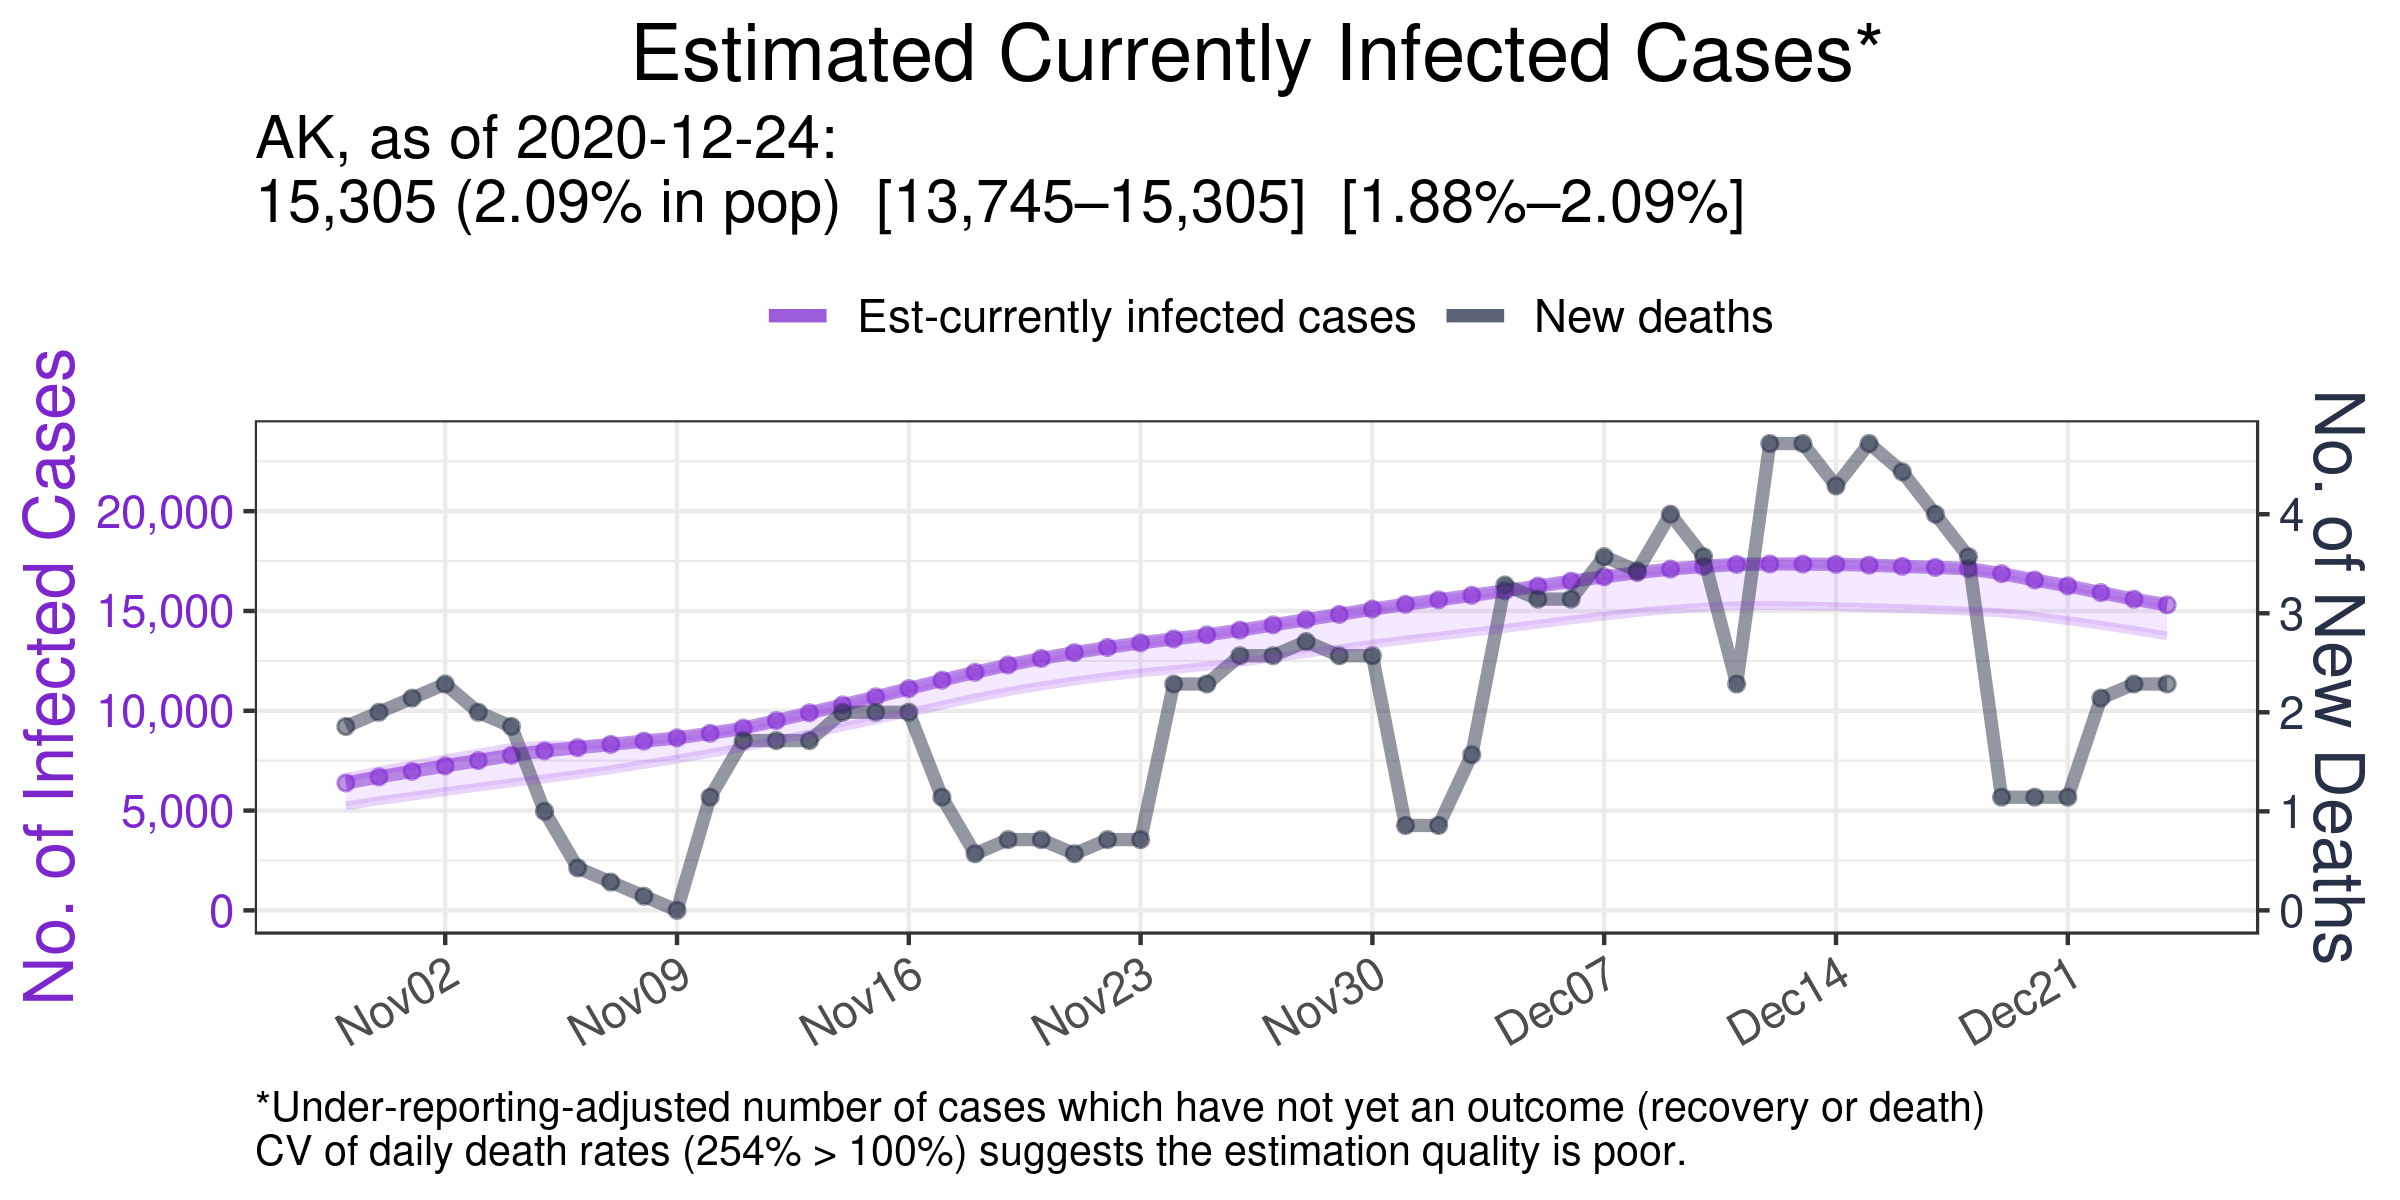 Estimated Currently Infected Cases*
AK, as of 2020-12-24:
15,305 (2.09% in pop)  [13,745–15,305]  [1.88%–2.09%]
Est-currently infected cases
New deaths
No. of Infected Cases
20,000
15,000
10,000
5,000
0
4
3
2
1
0
No. of New Deaths
Nov02
Nov09
Nov16
Nov23
Nov30
Dec07
Dec14
Dec21
*Under-reporting-adjusted number of cases which have not yet an outcome (recovery or death)
CV of daily death rates (254% > 100%) suggests the estimation quality is poor.